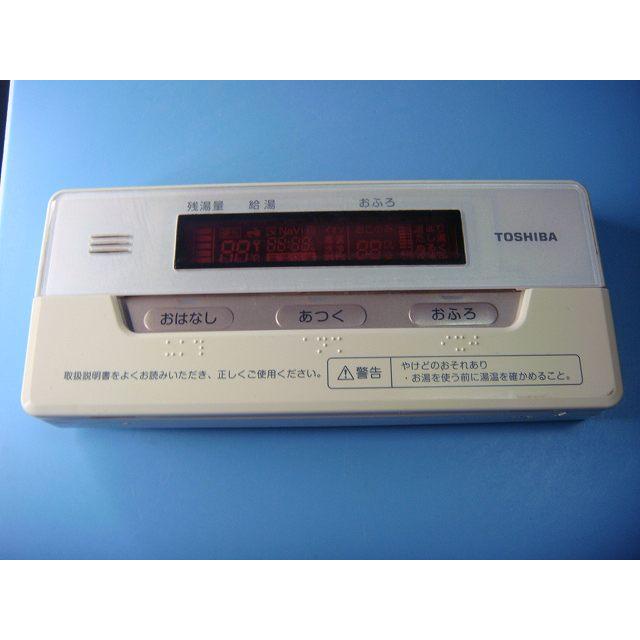 残湯量 給湯 おふろ
TOSHIBA
おはなし あつく おふろ
取扱説明書をよくお読みいただき、正しくご使用ください。
警告
やけどのおそれあり
・お湯を使う前に湯温を確かめること。